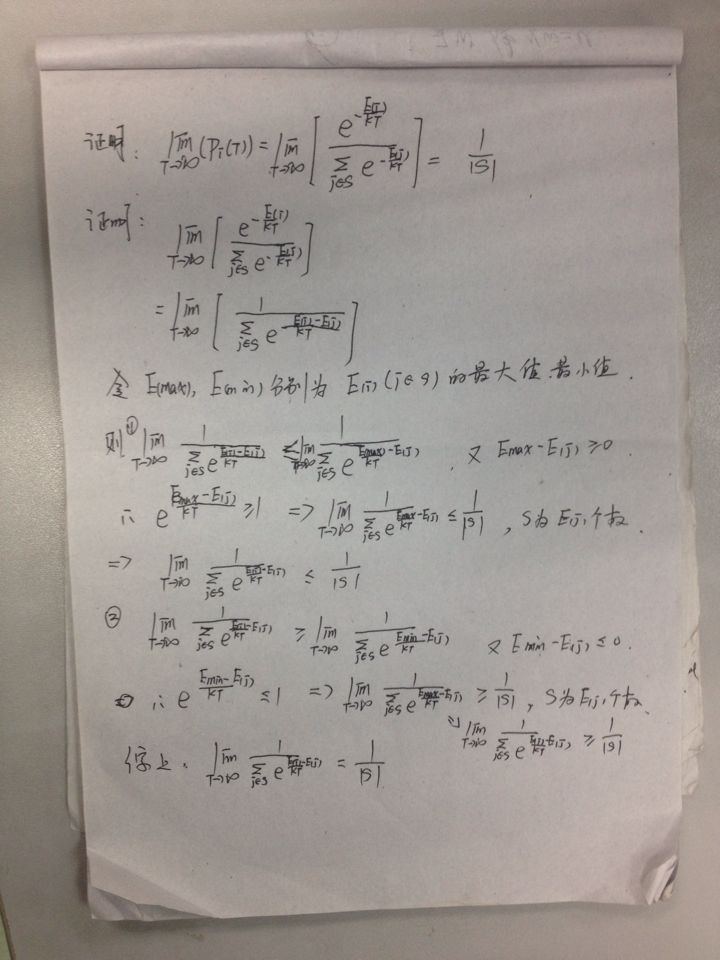 证明: lim_{T→∞}(P_i(T)) = lim_{T→∞} [ e^{-E(i)/KT} / Σ_{j∈S} e^{-E(j)/KT} ] = 1/|S|
证明: lim_{T→∞} [ e^{-E(i)/KT} / Σ_{j∈S} e^{-E(j)/KT} ]
= lim_{T→∞} [ 1 / Σ_{j∈S} e^{(E(i)-E(j))/KT} ]
令 E(max), E(min) 分别为 E(j) (j∈S) 的最大值、最小值.
则 ① lim_{T→∞} 1 / Σ_{j∈S} e^{(E(i)-E(j))/KT} ≤ lim_{T→∞} 1 / Σ_{j∈S} e^{(E(max)-E(j))/KT} , 又 Emax-E(j) ≥0
∴ e^{(Emax-E(j))/KT} ≥1 => lim_{T→∞} 1 / Σ_{j∈S} e^{(Emax-E(j))/KT} ≤ 1/|S| , S为 E(j)个数.
=> lim_{T→∞} 1 / Σ_{j∈S} e^{(E(i)-E(j))/KT} ≤ 1/|S|
② lim_{T→∞} 1 / Σ_{j∈S} e^{(E(i)-E(j))/KT} ≥ lim_{T→∞} 1 / Σ_{j∈S} e^{(Emin-E(j))/KT} 又 Emin-E(j) ≤ 0.
∴ e^{(Emin-E(j))/KT} ≤1 => lim_{T→∞} 1 / Σ_{j∈S} e^{(Emax-E(j))/KT} ≥ 1/|S| , S为 E(j)个数.
=> lim_{T→∞} 1 / Σ_{j∈S} e^{(E(i)-E(j))/KT} ≥ 1/|S|
综上. lim_{T→∞} 1 / Σ_{j∈S} e^{(E(i)-E(j))/KT} = 1/|S|